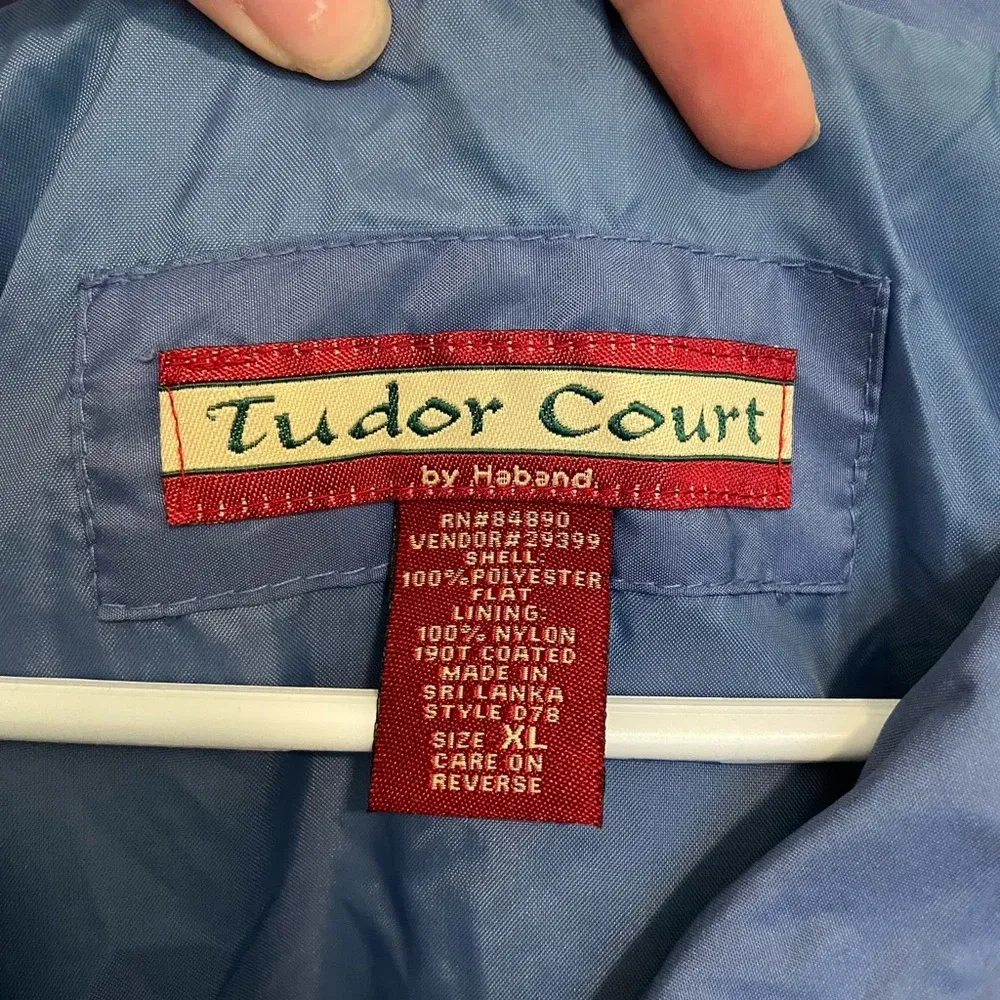 Tudor Court
by Haband
RN#84890
VENDOR#29399
SHELL:
100% POLYESTER
FLAT
LINING:
100% NYLON
190T COATED
MADE IN
SRI LANKA
STYLE D78
SIZE XL
CARE ON
REVERSE